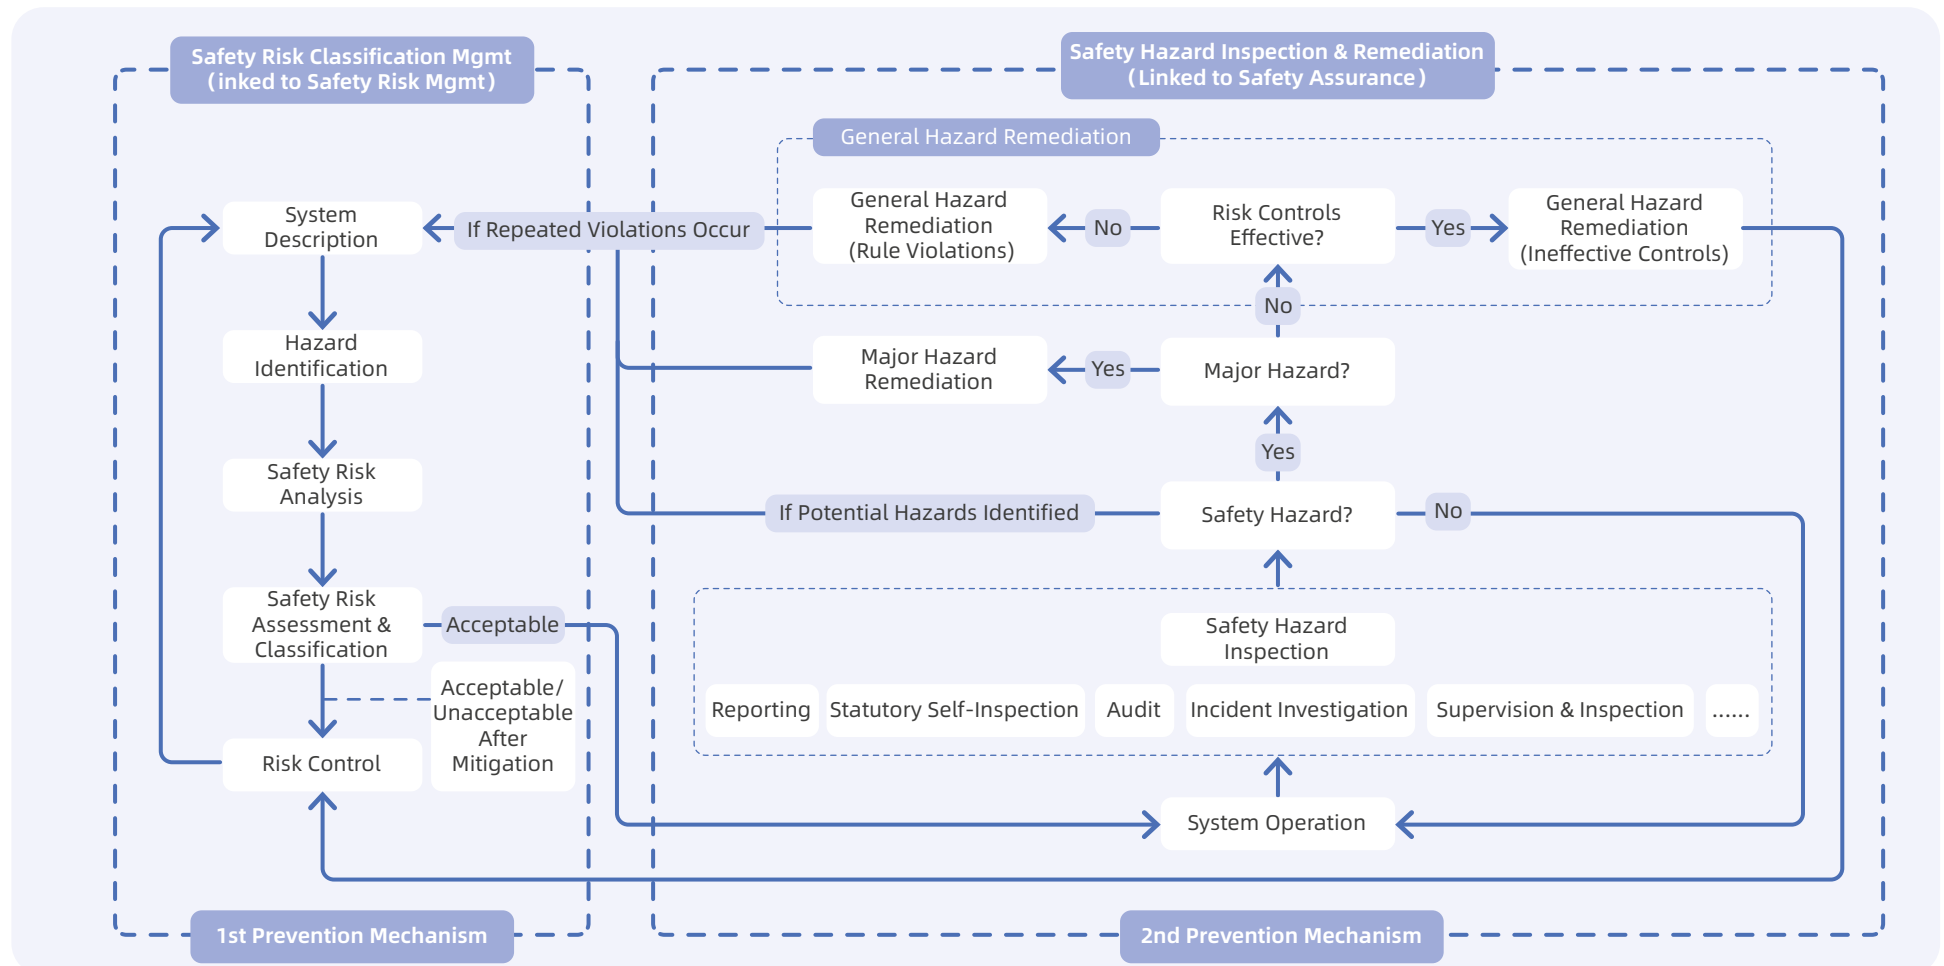 Safety Risk Classification Mgmt
(inked to Safety Risk Mgmt)
System
Description
Hazard
Identification
Safety Risk
Analysis
Safety Risk
Assessment &
Classification
Acceptable
Acceptable/
Unacceptable
After
Mitigation
Risk Control
1st Prevention Mechanism
If Repeated Violations Occur
Safety Hazard Inspection & Remediation
(Linked to Safety Assurance)
General Hazard Remediation
General Hazard
Remediation
(Rule Violations)
No
Risk Controls
Effective?
Yes
General Hazard
Remediation
(Ineffective Controls)
No
Major Hazard
Remediation
Yes
Major Hazard?
Yes
If Potential Hazards Identified
Safety Hazard?
No
Safety Hazard
Inspection
Reporting
Statutory Self-Inspection
Audit
Incident Investigation
Supervision & Inspection
......
System Operation
2nd Prevention Mechanism